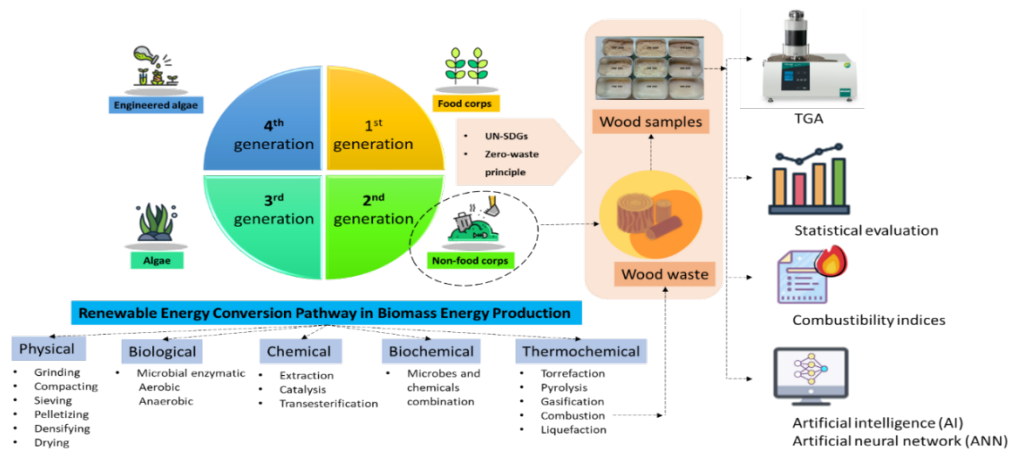 Engineered algae
4th
generation
1st
generation
Food corps
3rd
generation
2nd
generation
Algae
Non-food corps
• UN-SDGs
• Zero-waste
principle
Wood samples
Wood waste
TGA
Statistical evaluation
Combustibility indices
Artificial intelligence (AI)
Artificial neural network (ANN)
Renewable Energy Conversion Pathway in Biomass Energy Production
Physical
• Grinding
• Compacting
• Sieving
• Pelletizing
• Densifying
• Drying
Biological
• Microbial enzymatic
Aerobic
Anaerobic
Chemical
• Extraction
• Catalysis
• Transesterification
Biochemical
• Microbes and
chemicals
combination
Thermochemical
• Torrefaction
• Pyrolysis
• Gasification
• Combustion
• Liquefaction